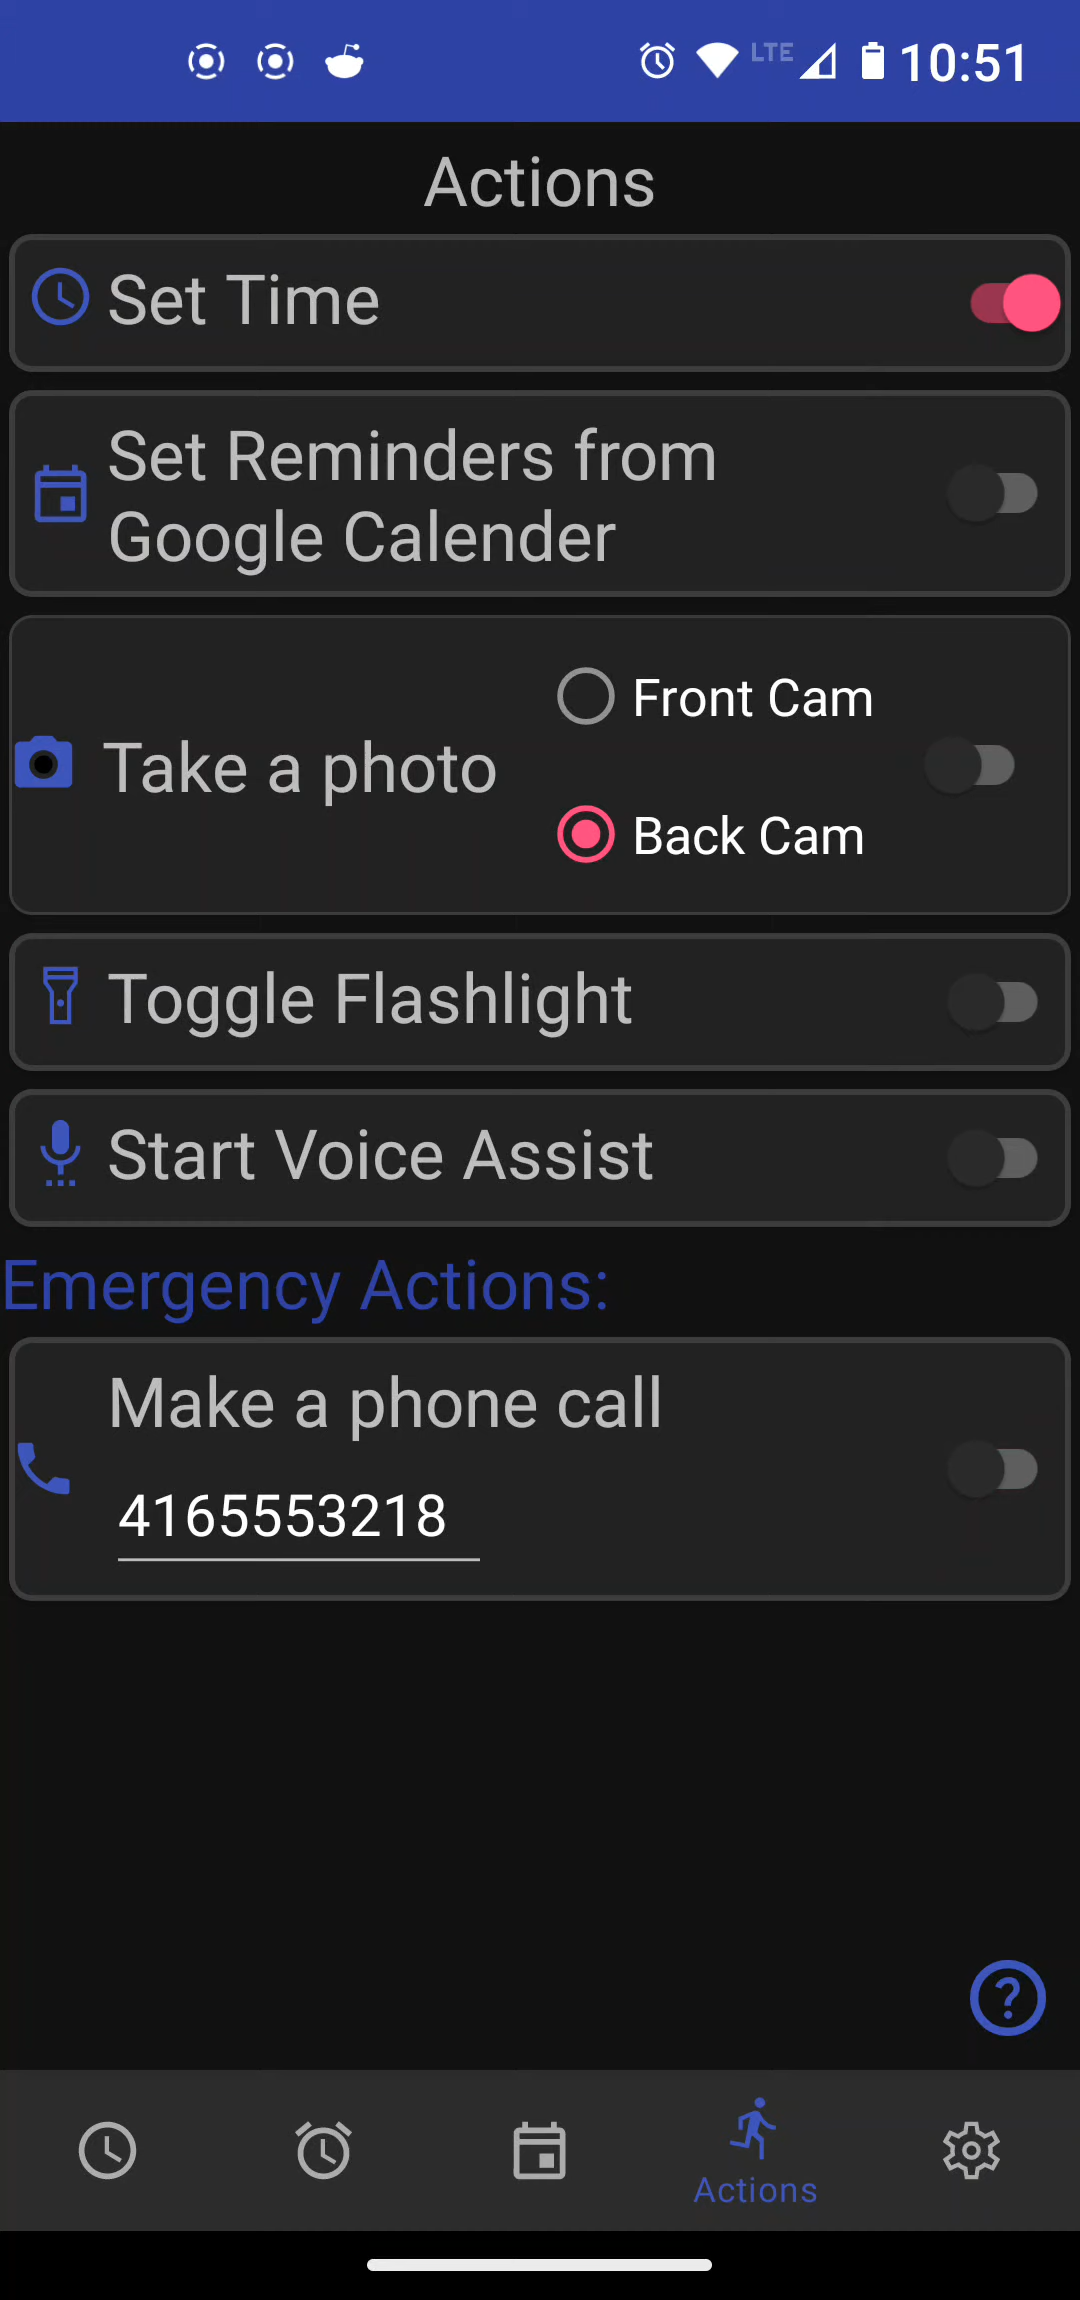 LTE 10:51
Actions
Set Time
Set Reminders from
Google Calender
Front Cam
Take a photo
Back Cam
Toggle Flashlight
Start Voice Assist
Emergency Actions:
Make a phone call
4165553218
?
Actions